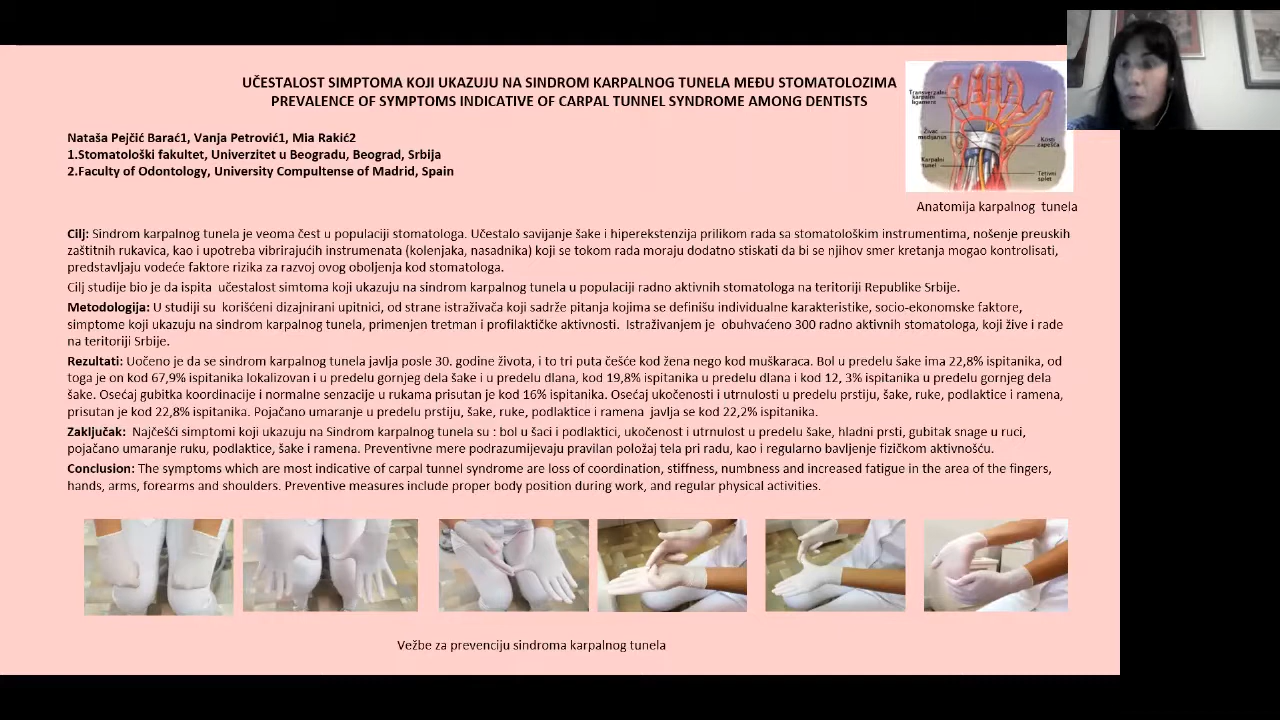 UČESTALOST SIMPTOMA KOJI UKAZUJU NA SINDROM KARPALNOG TUNELA MEĐU STOMATOLOZIMA
PREVALENCE OF SYMPTOMS INDICATIVE OF CARPAL TUNNEL SYNDROME AMONG DENTISTS
Nataša Pejčić Barać1, Vanja Petrović1, Mia Rakić2
1.Stomatološki fakultet, Univerzitet u Beogradu, Beograd, Srbija
2.Faculty of Odontology, University Compultense of Madrid, Spain
Transverzalni
karpalni
ligament
Živac
medijanus
Karpalni
tunel
Kosti
zapešća
Tetivni
splet
Anatomija karpalnog tunela
Cilj: Sindrom karpalnog tunela je veoma čest u populaciji stomatologa. Učestalo savijanje šake i hiperekstenzija prilikom rada sa stomatološkim instrumentima, nošenje preuskih
zaštitnih rukavica, kao i upotreba vibrirajućih instrumenata (kolenjaka, nasadnika) koji se tokom rada moraju dodatno stiskati da bi se njihov smer kretanja mogao kontrolisati,
predstavljaju vodeće faktore rizika za razvoj ovog oboljenja kod stomatologa.
Cilj studije bio je da ispita učestalost simtoma koji ukazuju na sindrom karpalnog tunela u populaciji radno aktivnih stomatologa na teritoriji Republike Srbije.
Metodologija: U studiji su korišćeni dizajnirani upitnici, od strane istraživača koji sadrže pitanja kojima se definišu individualne karakteristike, socio-ekonomske faktore,
simptome koji ukazuju na sindrom karpalnog tunela, primenjen tretman i profilaktičke aktivnosti. Istraživanjem je obuhvaćeno 300 radno aktivnih stomatologa, koji žive i rade
na teritoriji Srbije.
Rezultati: Uočeno je da se sindrom karpalnog tunela javlja posle 30. godine života, i to tri puta češće kod žena nego kod muškaraca. Bol u predelu šake ima 22,8% ispitanika, od
toga je on kod 67,9% ispitanika lokalizovan i u predelu gornjeg dela šake i u predelu dlana, kod 19,8% ispitanika u predelu dlana i kod 12, 3% ispitanika u predelu gornjeg dela
šake. Osećaj gubitka koordinacije i normalne senzacije u rukama prisutan je kod 16% ispitanika. Osećaj ukočenosti i utrnulosti u predelu prstiju, šake, ruke, podlaktice i ramena,
prisutan je kod 22,8% ispitanika. Pojačano umaranje u predelu prstiju, šake, ruke, podlaktice i ramena javlja se kod 22,2% ispitanika.
Zaključak: Najčešći simptomi koji ukazuju na Sindrom karpalnog tunela su : bol u šaci i podlaktici, ukočenost i utrnulost u predelu šake, hladni prsti, gubitak snage u ruci,
pojačano umaranje ruku, podlaktice, šake i ramena. Preventivne mere podrazumijevaju pravilan položaj tela pri radu, kao i regularno bavljenje fizičkom aktivnošću.
Conclusion: The symptoms which are most indicative of carpal tunnel syndrome are loss of coordination, stiffness, numbness and increased fatigue in the area of the fingers,
hands, arms, forearms and shoulders. Preventive measures include proper body position during work, and regular physical activities.
Vežbe za prevenciju sindroma karpalnog tunela